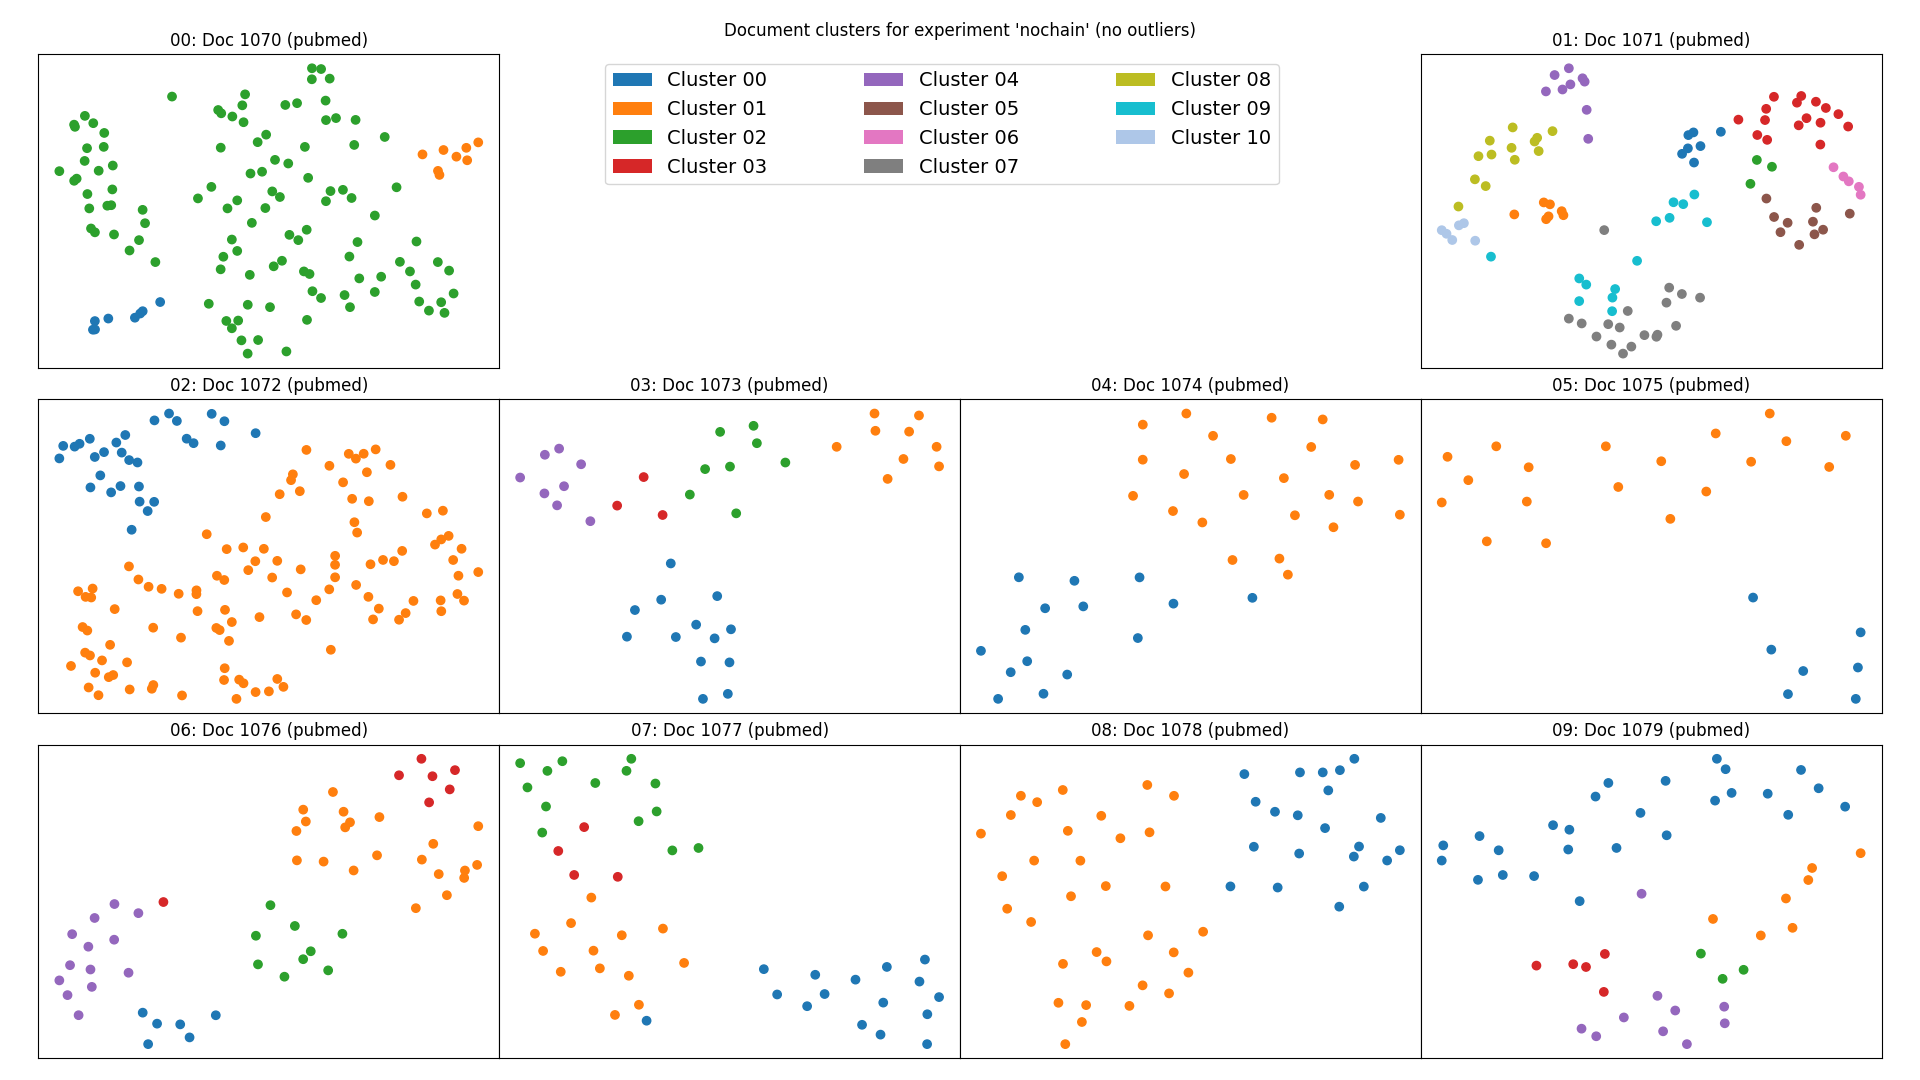 Document clusters for experiment 'nochain' (no outliers)
00: Doc 1070 (pubmed)
01: Doc 1071 (pubmed)
Cluster 00
Cluster 01
Cluster 02
Cluster 03
Cluster 04
Cluster 05
Cluster 06
Cluster 07
Cluster 08
Cluster 09
Cluster 10
02: Doc 1072 (pubmed)
03: Doc 1073 (pubmed)
04: Doc 1074 (pubmed)
05: Doc 1075 (pubmed)
06: Doc 1076 (pubmed)
07: Doc 1077 (pubmed)
08: Doc 1078 (pubmed)
09: Doc 1079 (pubmed)